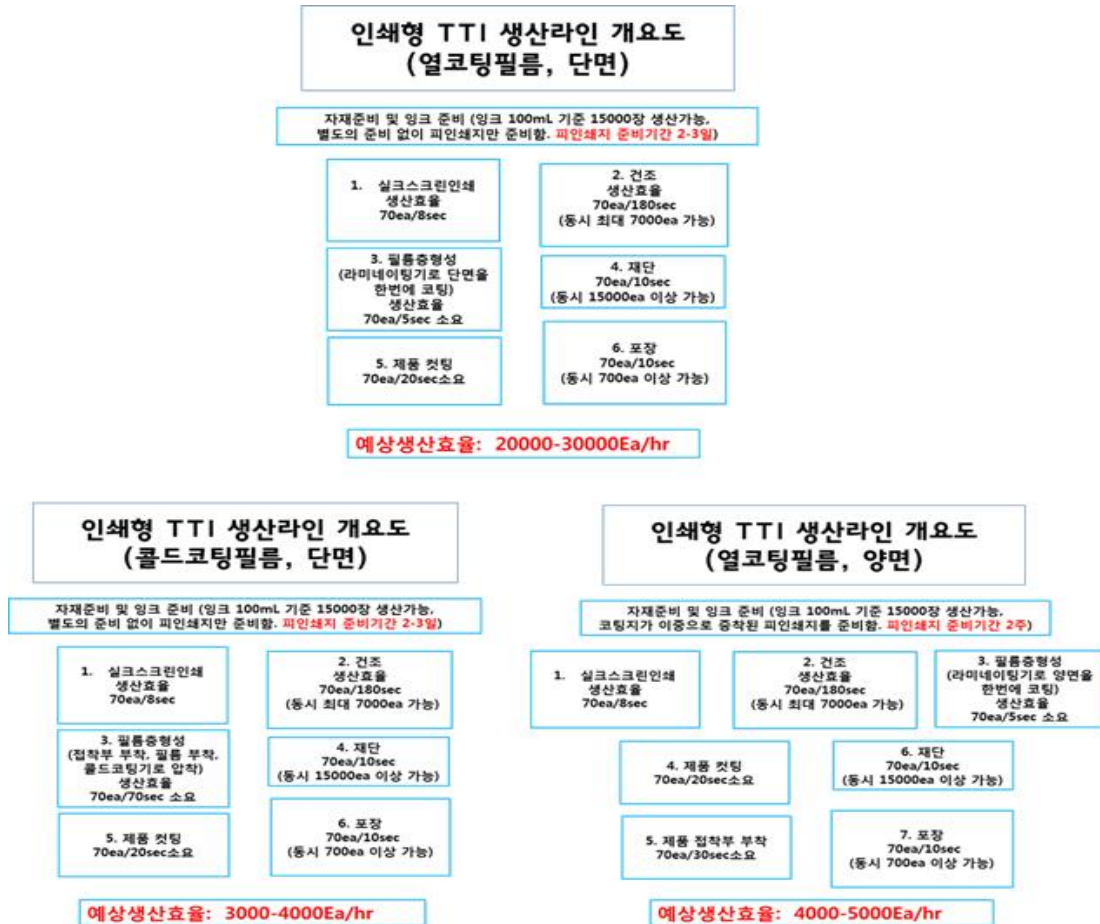 인쇄형 TTI 생산라인 개요도
(열코팅필름, 단면)
자재준비 및 잉크 준비 (잉크 100mL 기준 15000장 생산가능,
별도의 준비 없이 피인쇄지만 준비함. 피인쇄지 준비기간 2-3일)
1. 실크스크린인쇄
생산효율
70ea/8sec
2. 건조
생산효율
70ea/180sec
(동시 최대 7000ea 가능)
3. 필름층형성
(라미네이팅기로 단면을
한번에 코팅)
생산효율
70ea/5sec 소요
4. 재단
70ea/10sec
(동시 15000ea 이상 가능)
5. 제품 컷팅
70ea/20sec소요
6. 포장
70ea/10sec
(동시 700ea 이상 가능)
예상생산효율: 20000-30000Ea/hr
인쇄형 TTI 생산라인 개요도
(콜드코팅필름, 단면)
자재준비 및 잉크 준비 (잉크 100mL 기준 15000장 생산가능,
별도의 준비 없이 피인쇄지만 준비함. 피인쇄지 준비기간 2-3일)
1. 실크스크린인쇄
생산효율
70ea/8sec
2. 건조
생산효율
70ea/180sec
(동시 최대 7000ea 가능)
3. 필름층형성
(접착부 부착, 필름 부착,
콜드코팅기로 압착)
생산효율
70ea/70sec 소요
4. 재단
70ea/10sec
(동시 15000ea 이상 가능)
5. 제품 컷팅
70ea/20sec소요
6. 포장
70ea/10sec
(동시 700ea 이상 가능)
예상생산효율: 3000-4000Ea/hr
인쇄형 TTI 생산라인 개요도
(열코팅필름, 양면)
자재준비 및 잉크 준비 (잉크 100mL 기준 15000장 생산가능,
코팅지가 이중으로 증착된 피인쇄지를 준비함. 피인쇄지 준비기간 2주)
1. 실크스크린인쇄
생산효율
70ea/8sec
2. 건조
생산효율
70ea/180sec
(동시 최대 7000ea 가능)
3. 필름층형성
(라미네이팅기로 양면을
한번에 코팅)
생산효율
70ea/5sec 소요
4. 제품 컷팅
70ea/20sec소요
6. 재단
70ea/10sec
(동시 15000ea 이상 가능)
5. 제품 접착부 부착
70ea/30sec소요
7. 포장
70ea/10sec
(동시 700ea 이상 가능)
예상생산효율: 4000-5000Ea/hr